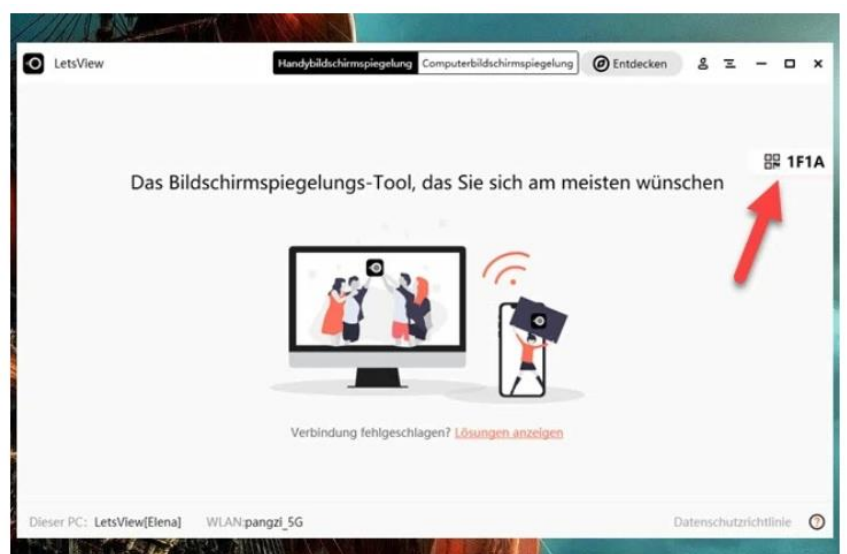 LetsView
Handybildschirmspiegelung Computerbildschirmspiegelung Entdecken
1F1A
Das Bildschirmspiegelungs-Tool, das Sie sich am meisten wünschen
Verbindung fehlgeschlagen? Lösungen anzeigen
Dieser PC: LetsView[Elena] WLAN:pangzi_5G Datenschutzrichtlinie ?